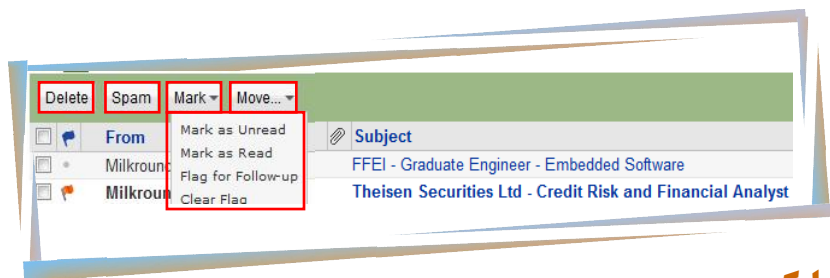 Delete Spam Mark Move...
Mark as Unread
From Subject
Mark as Read
Milkround FFEI - Graduate Engineer - Embedded Software
Flag for Follow-up
Theisen Securities Ltd - Credit Risk and Financial Analyst
Clear Flag